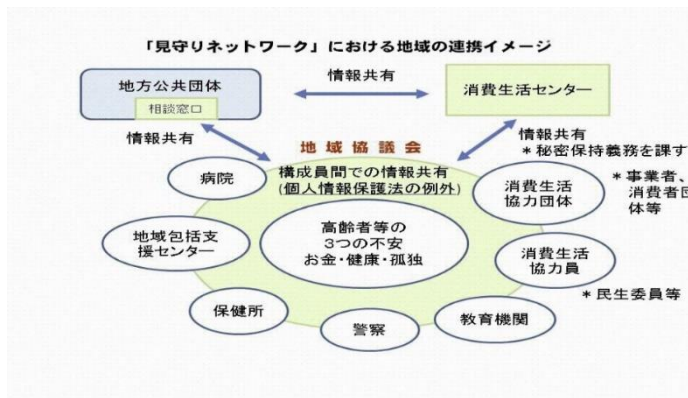 「見守りネットワーク」における地域の連携イメージ
地方公共団体
相談窓口
情報共有
消費生活センター
情報共有
情報共有
*秘密保持義務を課す
地域協議会
構成員間での情報共有
(個人情報保護法の例外)
病院
消費生活
協力団体
*事業者、
消費者団
体等
高齢者等の
3つの不安
お金・健康・孤独
地域包括支
援センター
消費生活
協力員
*民生委員等
保健所
警察
教育機関